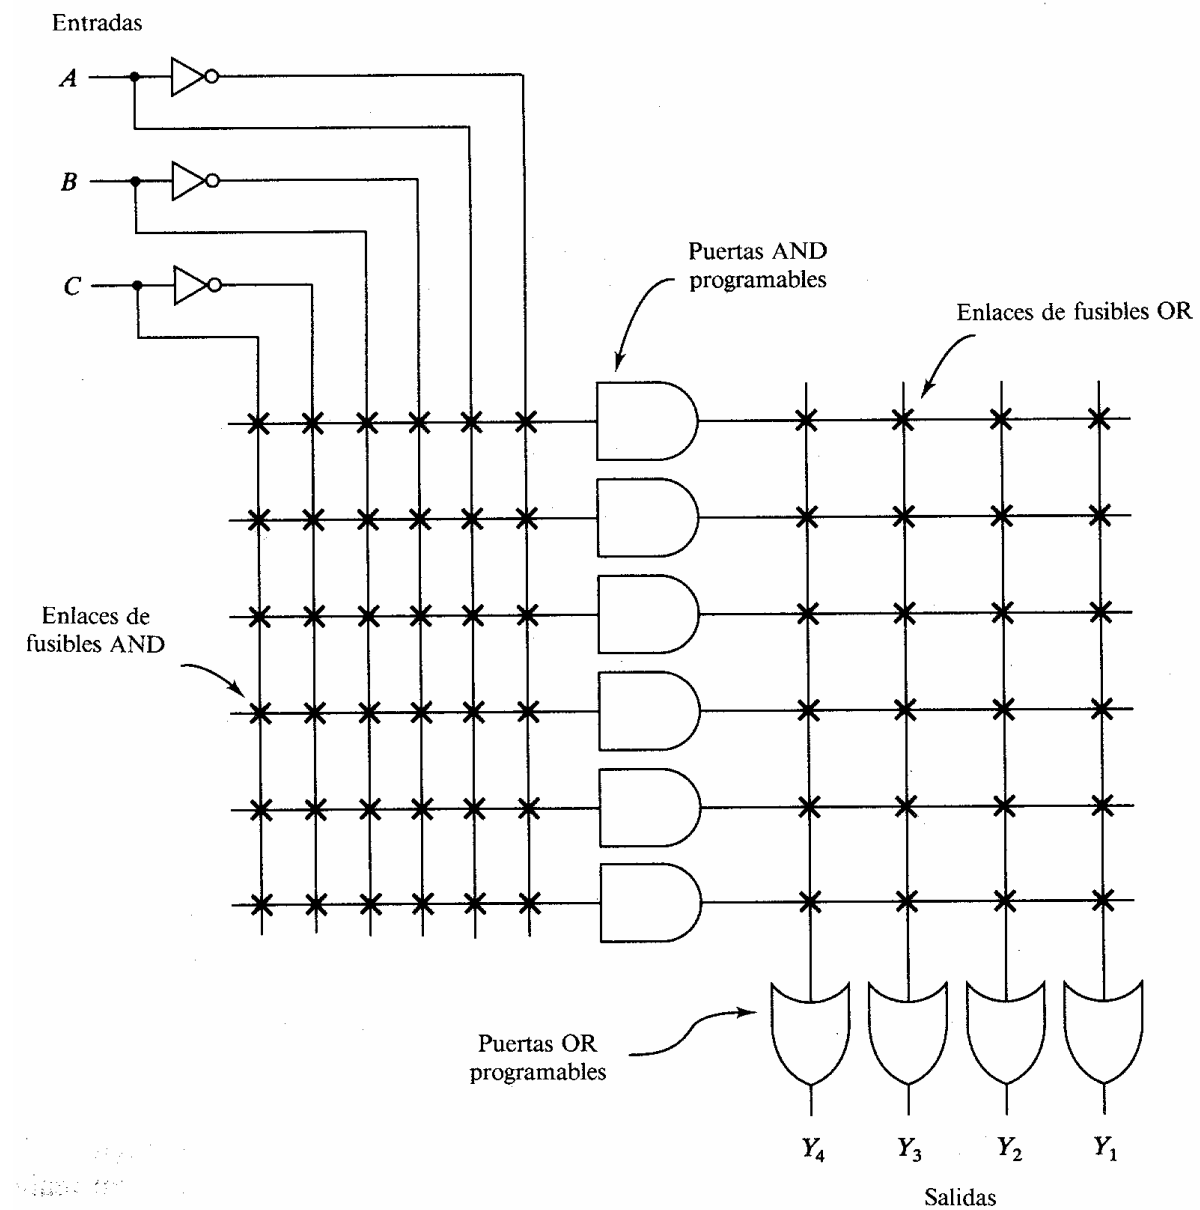 Entradas
A
B
C
Puertas AND
programables
Enlaces de fusibles OR
Enlaces de
fusibles AND
Puertas OR
programables
Y4
Y3
Y2
Y1
Salidas